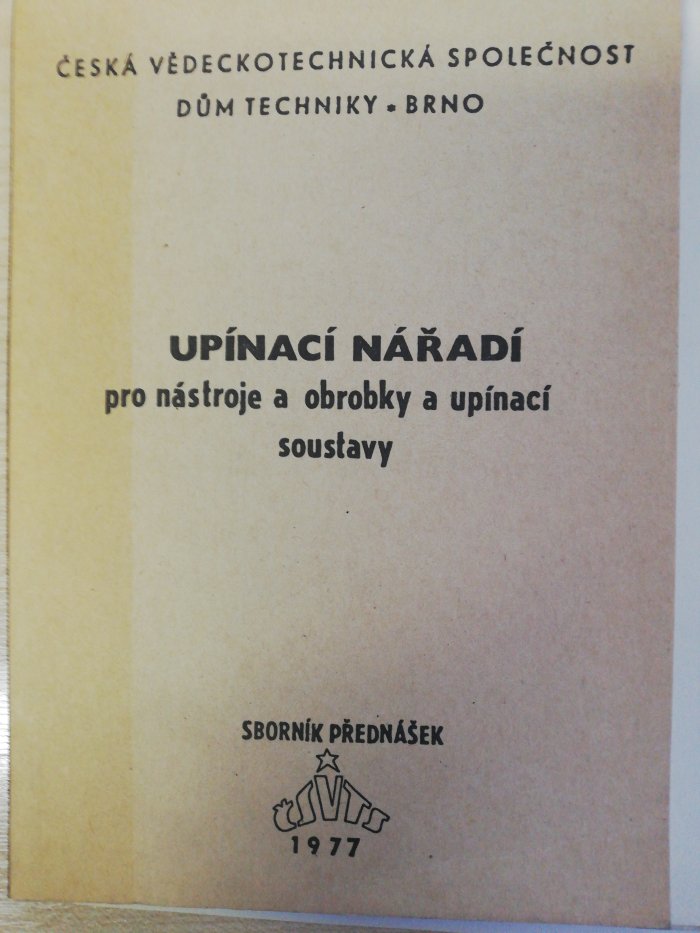 ČESKÁ VĚDECKOTECHNICKÁ SPOLEČNOST
DŮM TECHNIKY • BRNO
UPÍNACÍ NÁŘADÍ
pro nástroje a obrobky a upínací
soustavy
SBORNÍK PŘEDNÁŠEK
ČSVTS
1977